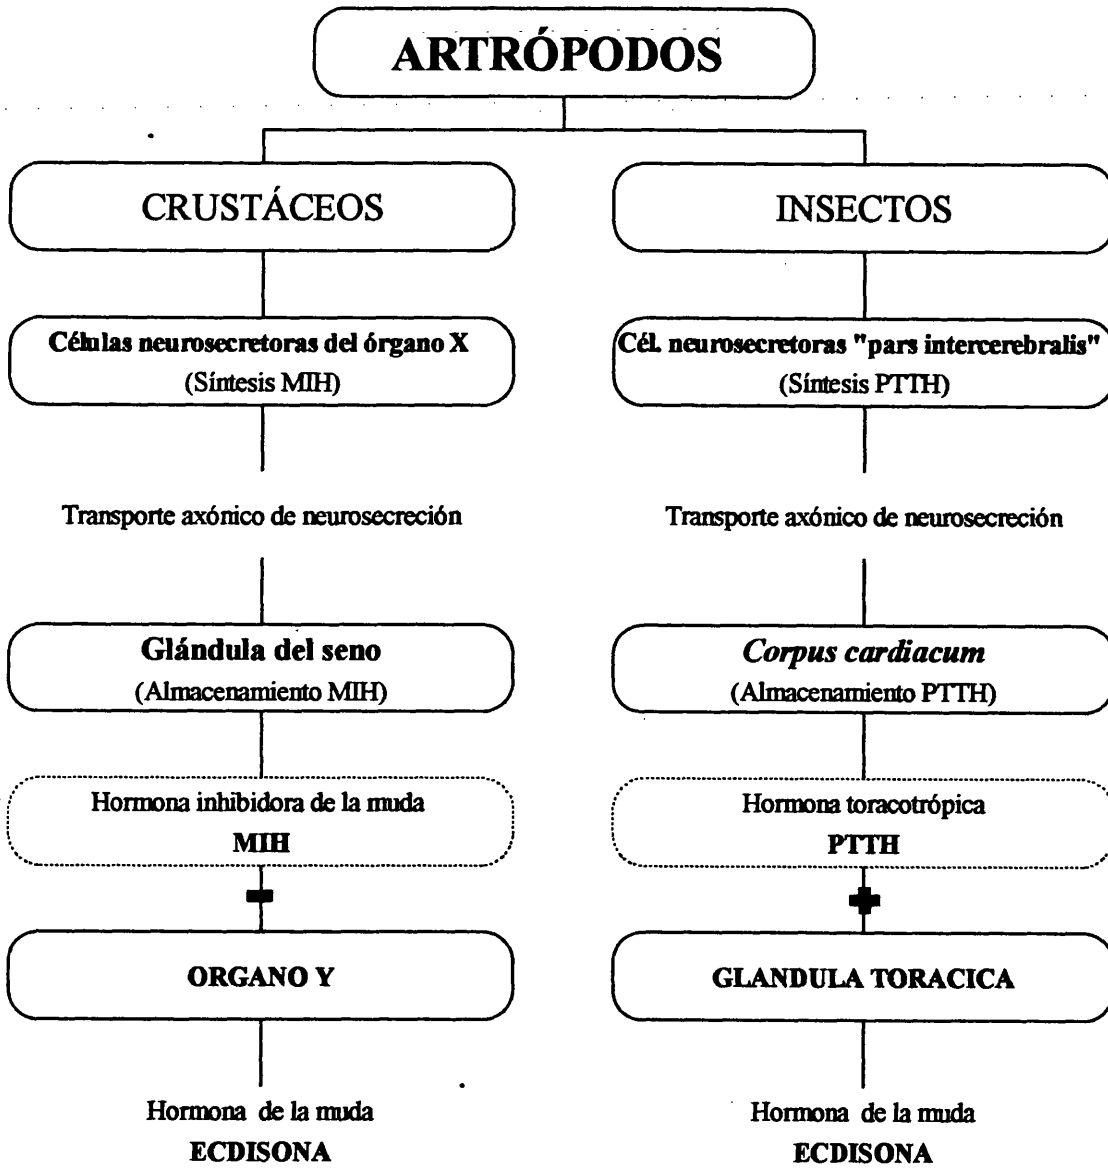 ARTRÓPODOS
CRUSTÁCEOS
Células neurosecretoras del órgano X
(Síntesis MIH)
Transporte axónico de neurosecreción
Glándula del seno
(Almacenamiento MIH)
Hormona inhibidora de la muda
MIH
ORGANO Y
Hormona de la muda
ECDISONA
INSECTOS
Cél. neurosecretoras "pars intercerebralis"
(Síntesis PTTH)
Transporte axónico de neurosecreción
Corpus cardiacum
(Almacenamiento PTTH)
Hormona toracotrópica
PTTH
GLANDULA TORACICA
Hormona de la muda
ECDISONA